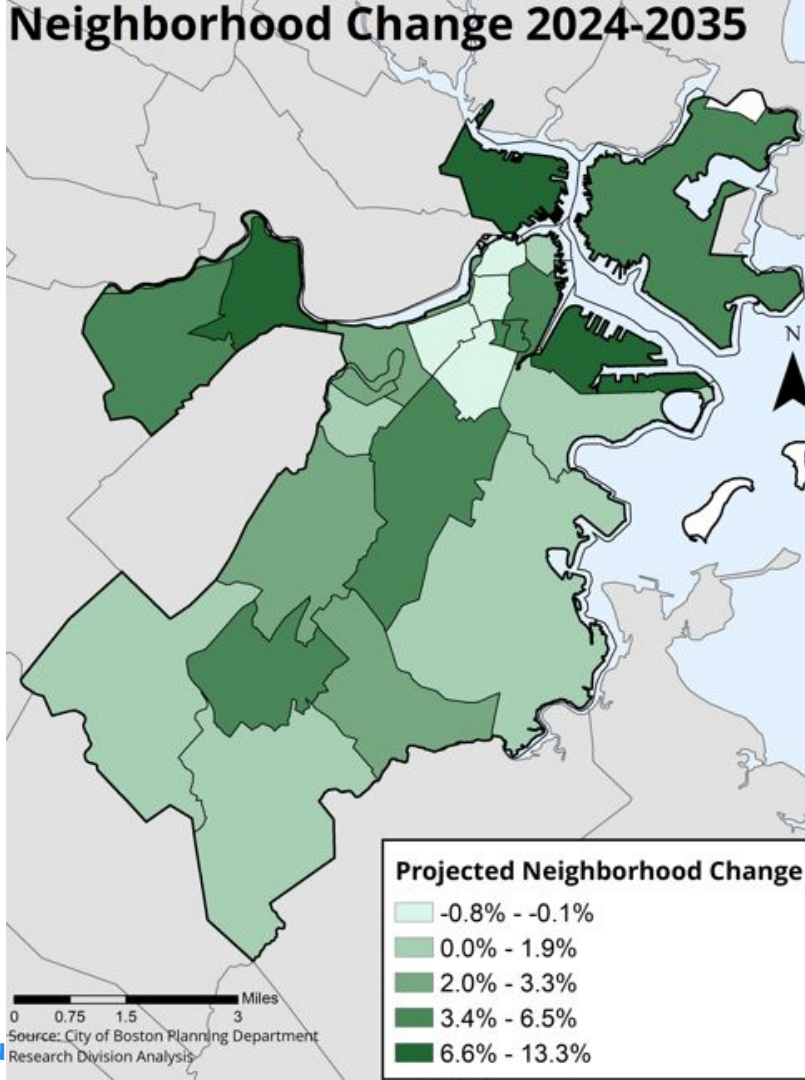 Neighborhood Change 2024-2035
N
Projected Neighborhood Change
-0.8% - -0.1%
0.0% - 1.9%
2.0% - 3.3%
3.4% - 6.5%
6.6% - 13.3%
Miles
0 0.75 1.5 3
Source: City of Boston Planning Department
Research Division Analysis